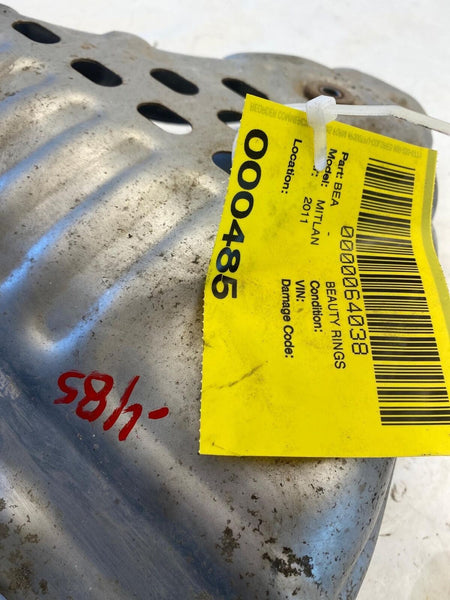 0000064038
Part: BEA - BEAUTY RINGS
Model: MITLAN Condition:
2011 VIN:
Location: Damage Code:
000485
-485